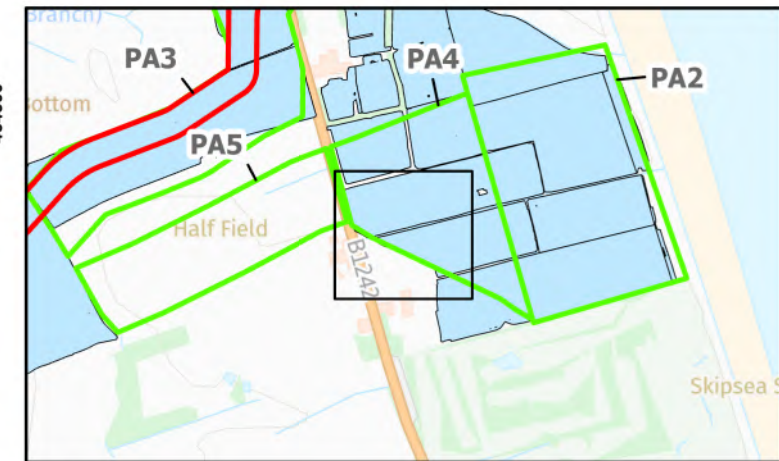 Branch)
PA3
PA4
PA2
Bottom
PA5
Half Field
B1242
Skipsea S